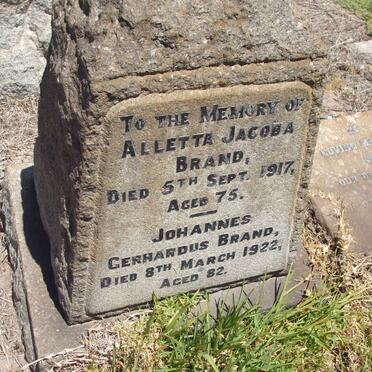 To the Memory of
Alletta Jacoba
Brand,
Died 5th Sept. 1917,
Aged 75.
Johannes
Gerhardus Brand,
Died 8th March 1922,
Aged 82.